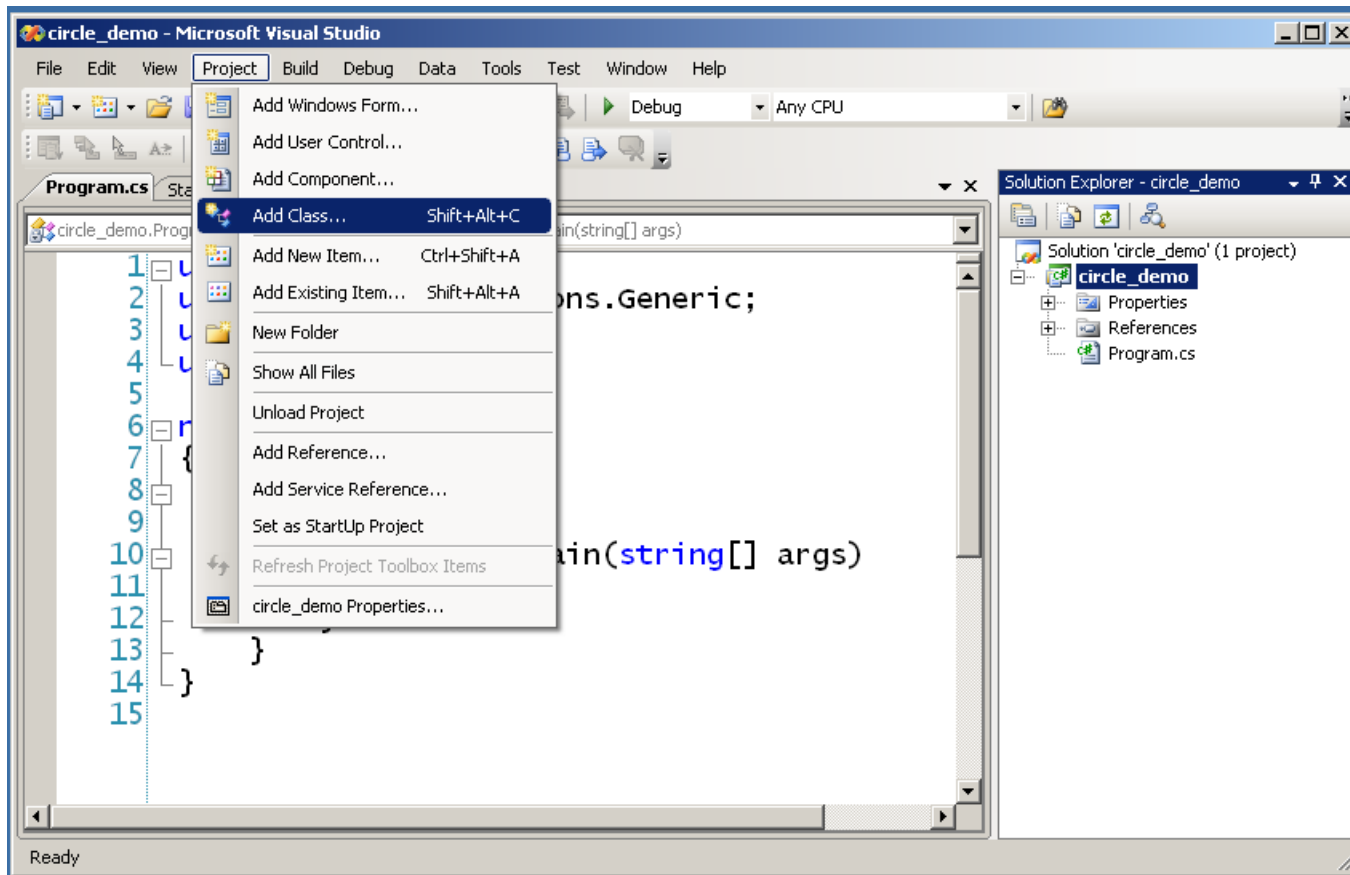 circle_demo - Microsoft Visual Studio
File Edit View Project Build Debug Data Tools Test Window Help
Debug Any CPU
Add Windows Form...
Add User Control...
Add Component...
Add Class... Shift+Alt+C
Add New Item... Ctrl+Shift+A
Add Existing Item... Shift+Alt+A
New Folder
Show All Files
Unload Project
Add Reference...
Add Service Reference...
Set as StartUp Project
Refresh Project Toolbox Items
circle_demo Properties...
Program.cs Sta
circle_demo.Progr ain(string[] args)
1 u
2 u ons.Generic;
3 u
4 u
5
6 n
7 {
8
9
10 ain(string[] args)
11
12
13 }
14 }
15
Solution Explorer - circle_demo
Solution 'circle_demo' (1 project)
circle_demo
Properties
References
Program.cs
Ready